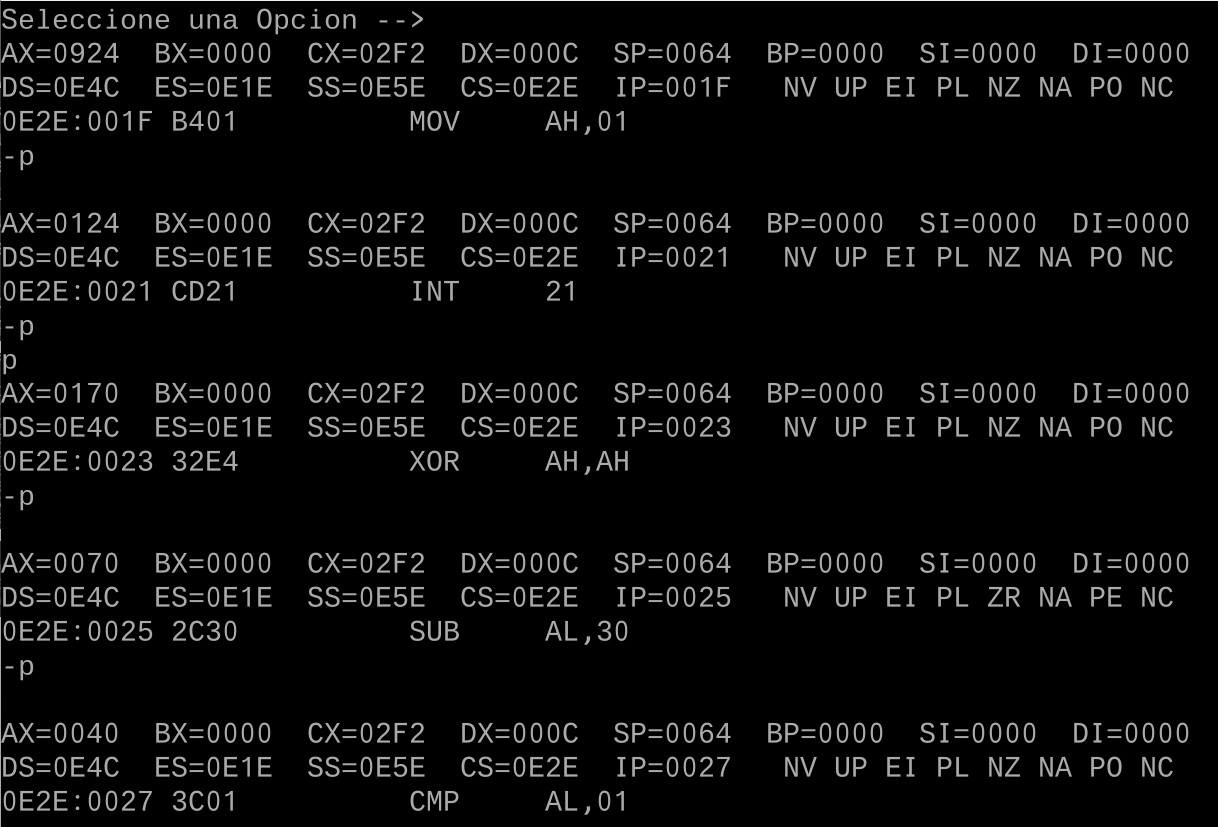 Seleccione una Opcion -->
AX=0924  BX=0000  CX=02F2  DX=000C  SP=0064  BP=0000  SI=0000  DI=0000
DS=0E4C  ES=0E1E  SS=0E5E  CS=0E2E  IP=001F   NV UP EI PL NZ NA PO NC
0E2E:001F B401          MOV     AH,01
-p
AX=0124  BX=0000  CX=02F2  DX=000C  SP=0064  BP=0000  SI=0000  DI=0000
DS=0E4C  ES=0E1E  SS=0E5E  CS=0E2E  IP=0021   NV UP EI PL NZ NA PO NC
0E2E:0021 CD21          INT     21
-p
p
AX=0170  BX=0000  CX=02F2  DX=000C  SP=0064  BP=0000  SI=0000  DI=0000
DS=0E4C  ES=0E1E  SS=0E5E  CS=0E2E  IP=0023   NV UP EI PL NZ NA PO NC
0E2E:0023 32E4          XOR     AH,AH
-p
AX=0070  BX=0000  CX=02F2  DX=000C  SP=0064  BP=0000  SI=0000  DI=0000
DS=0E4C  ES=0E1E  SS=0E5E  CS=0E2E  IP=0025   NV UP EI PL ZR NA PE NC
0E2E:0025 2C30          SUB     AL,30
-p
AX=0040  BX=0000  CX=02F2  DX=000C  SP=0064  BP=0000  SI=0000  DI=0000
DS=0E4C  ES=0E1E  SS=0E5E  CS=0E2E  IP=0027   NV UP EI PL NZ NA PO NC
0E2E:0027 3C01          CMP     AL,01